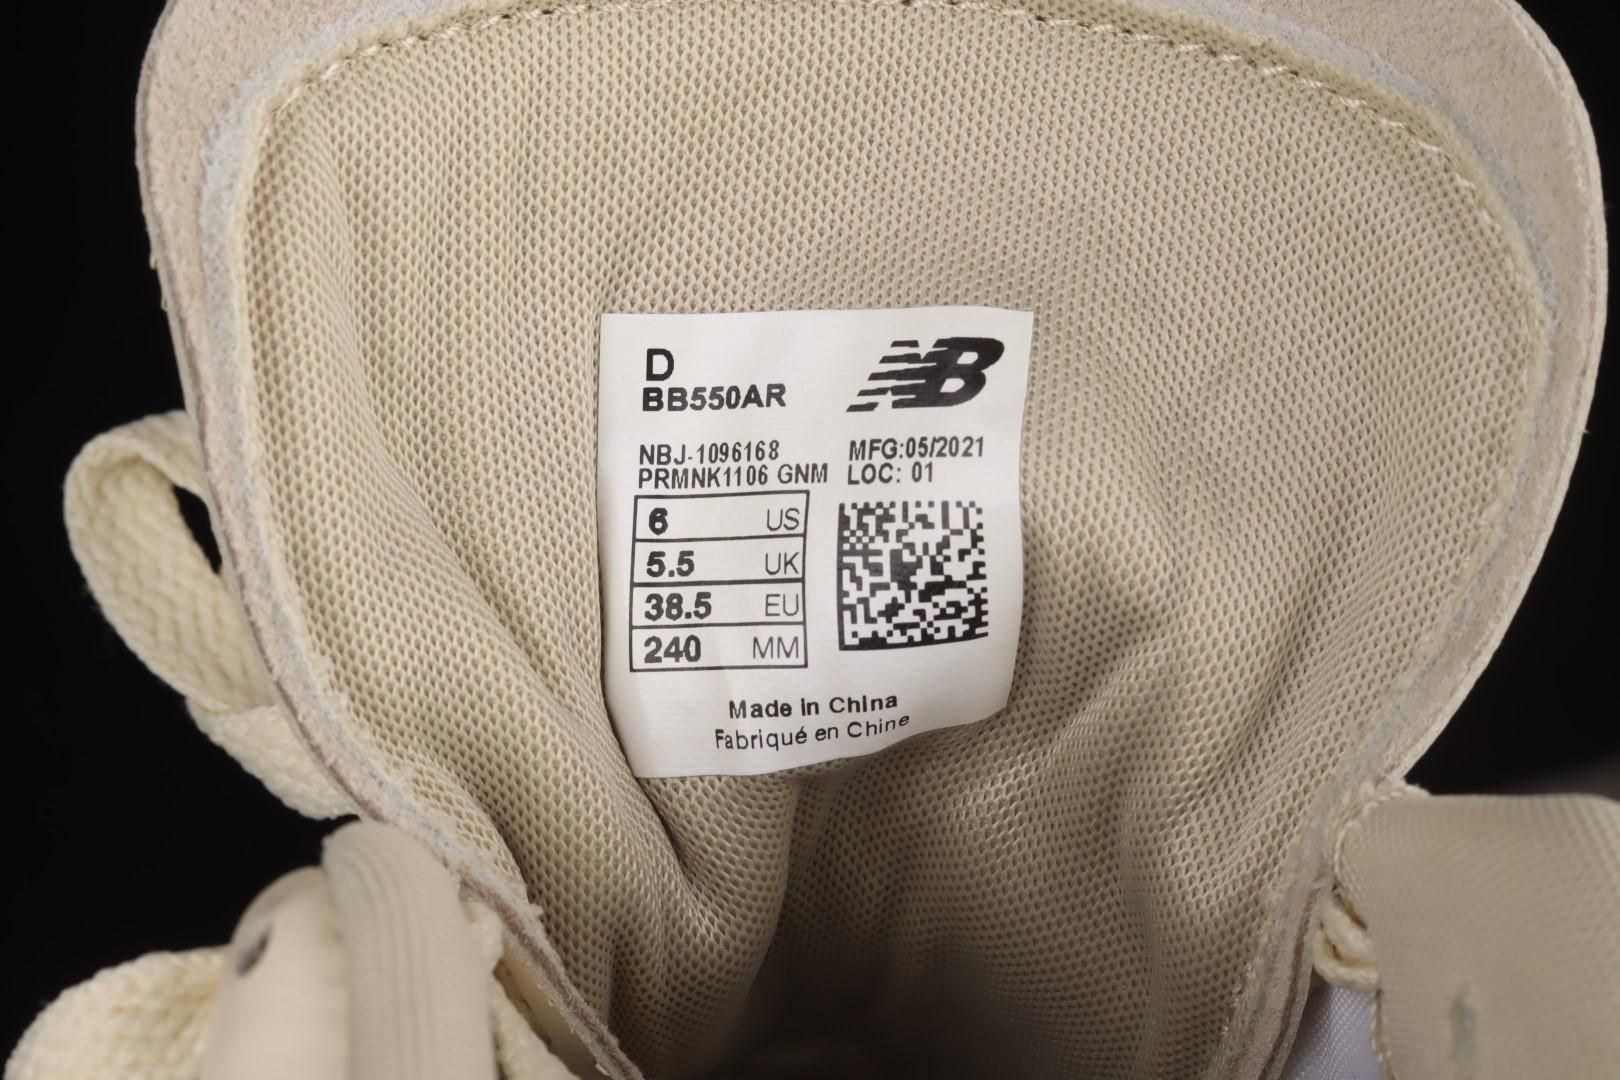 D
BB550AR
NB
NBJ-1096168
PRMNK1106 GNM
MFG:05/2021
LOC: 01
6 US
5.5 UK
38.5 EU
240 MM
Made in China
Fabriqué en Chine